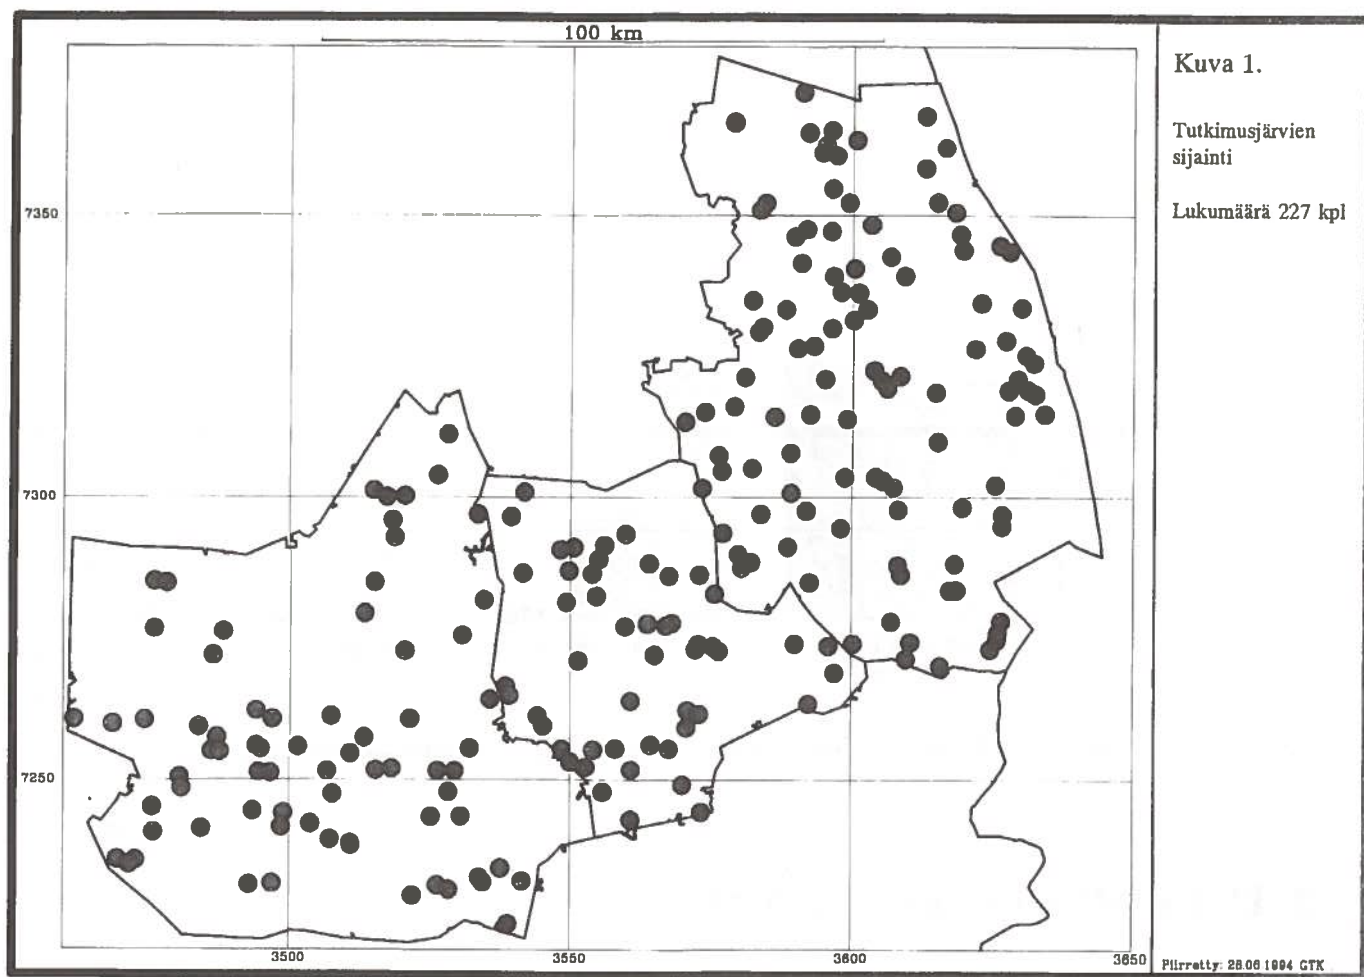 100 km
Kuva 1.
Tutkimusjärvien
sijainti
Lukumäärä 227 kpl
7350
7300
7250
3500
3550
3600
3650
Piirretty: 28.06.1994 GTK